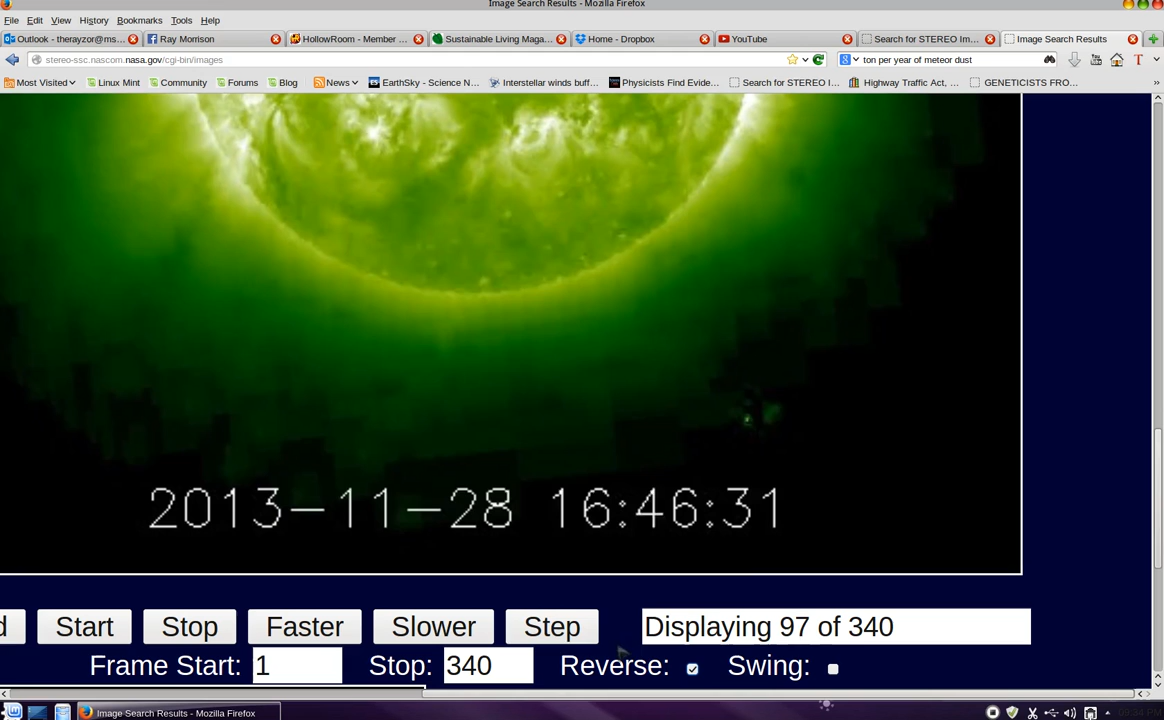 Image Search Results - Mozilla Firefox
File Edit View History Bookmarks Tools Help
Outlook - therayzor@ms... Ray Morrison HollowRoom - Member ... Sustainable Living Maga... Home - Dropbox YouTube Search for STEREO Im... Image Search Results
stereo-ssc.nascom.nasa.gov/cgi-bin/images ton per year of meteor dust
Most Visited Linux Mint Community Forums Blog News EarthSky - Science N... Interstellar winds buff... Physicists Find Evide... Search for STEREO I... Highway Traffic Act, ... GENETICISTS FRO...
2013-11-28 16:46:31
d Start Stop Faster Slower Step Displaying 97 of 340
Frame Start: 1 Stop: 340 Reverse: Swing:
Image Search Results - Mozilla Firefox